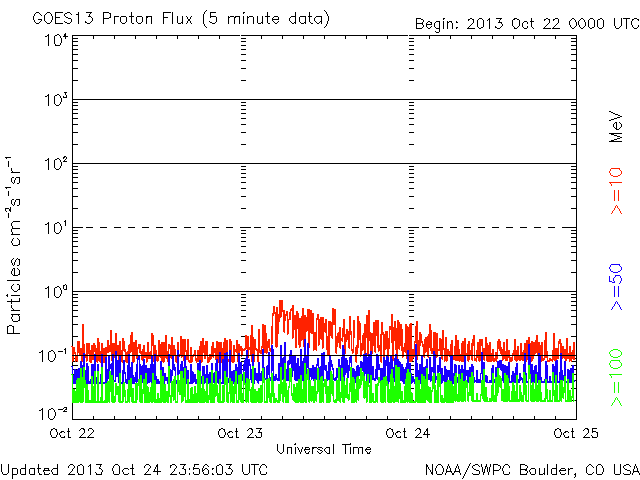 GOES13 Proton Flux (5 minute data)
Begin: 2013 Oct 22 0000 UTC
10⁴
10³
10²
10¹
10⁰
10⁻¹
10⁻²
Particles cm⁻²s⁻¹sr⁻¹
MeV
>=10
>=50
>=100
Oct 22 Oct 23 Oct 24 Oct 25
Universal Time
Updated 2013 Oct 24 23:56:03 UTC
NOAA/SWPC Boulder, CO USA